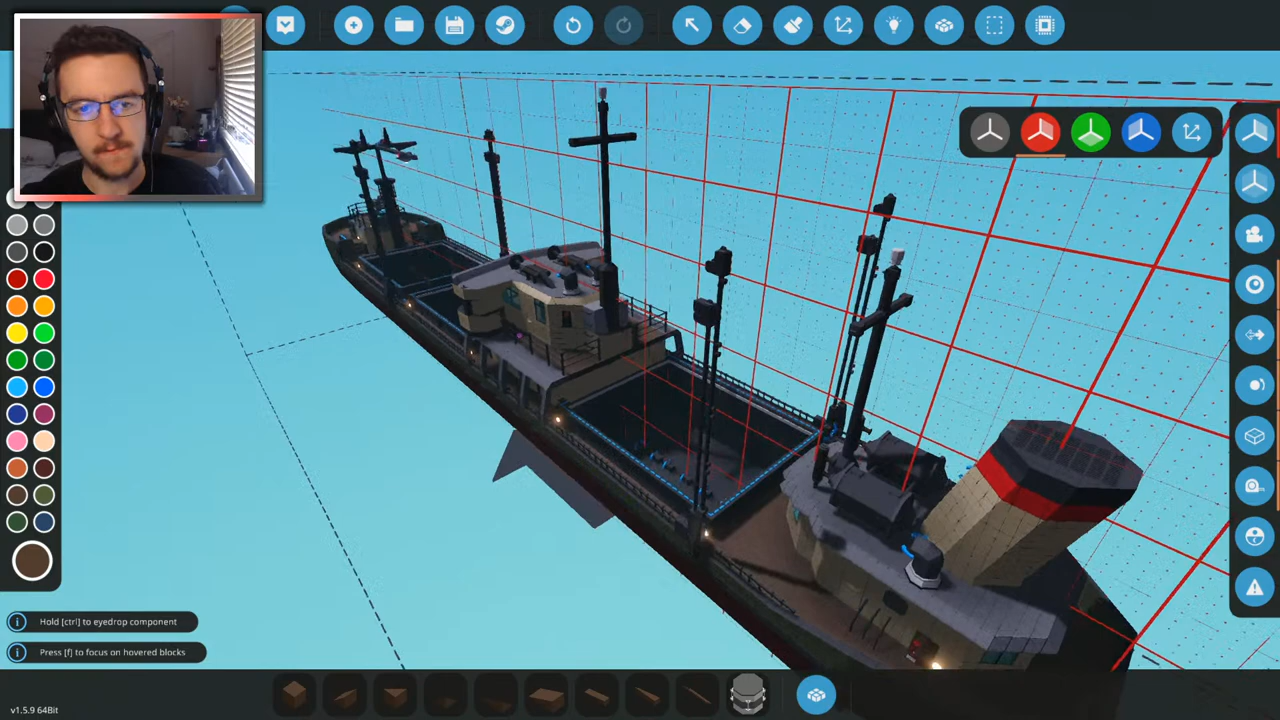 Hold [ctrl] to eyedrop component
Press [f] to focus on hovered blocks
v1.5.9 64Bit